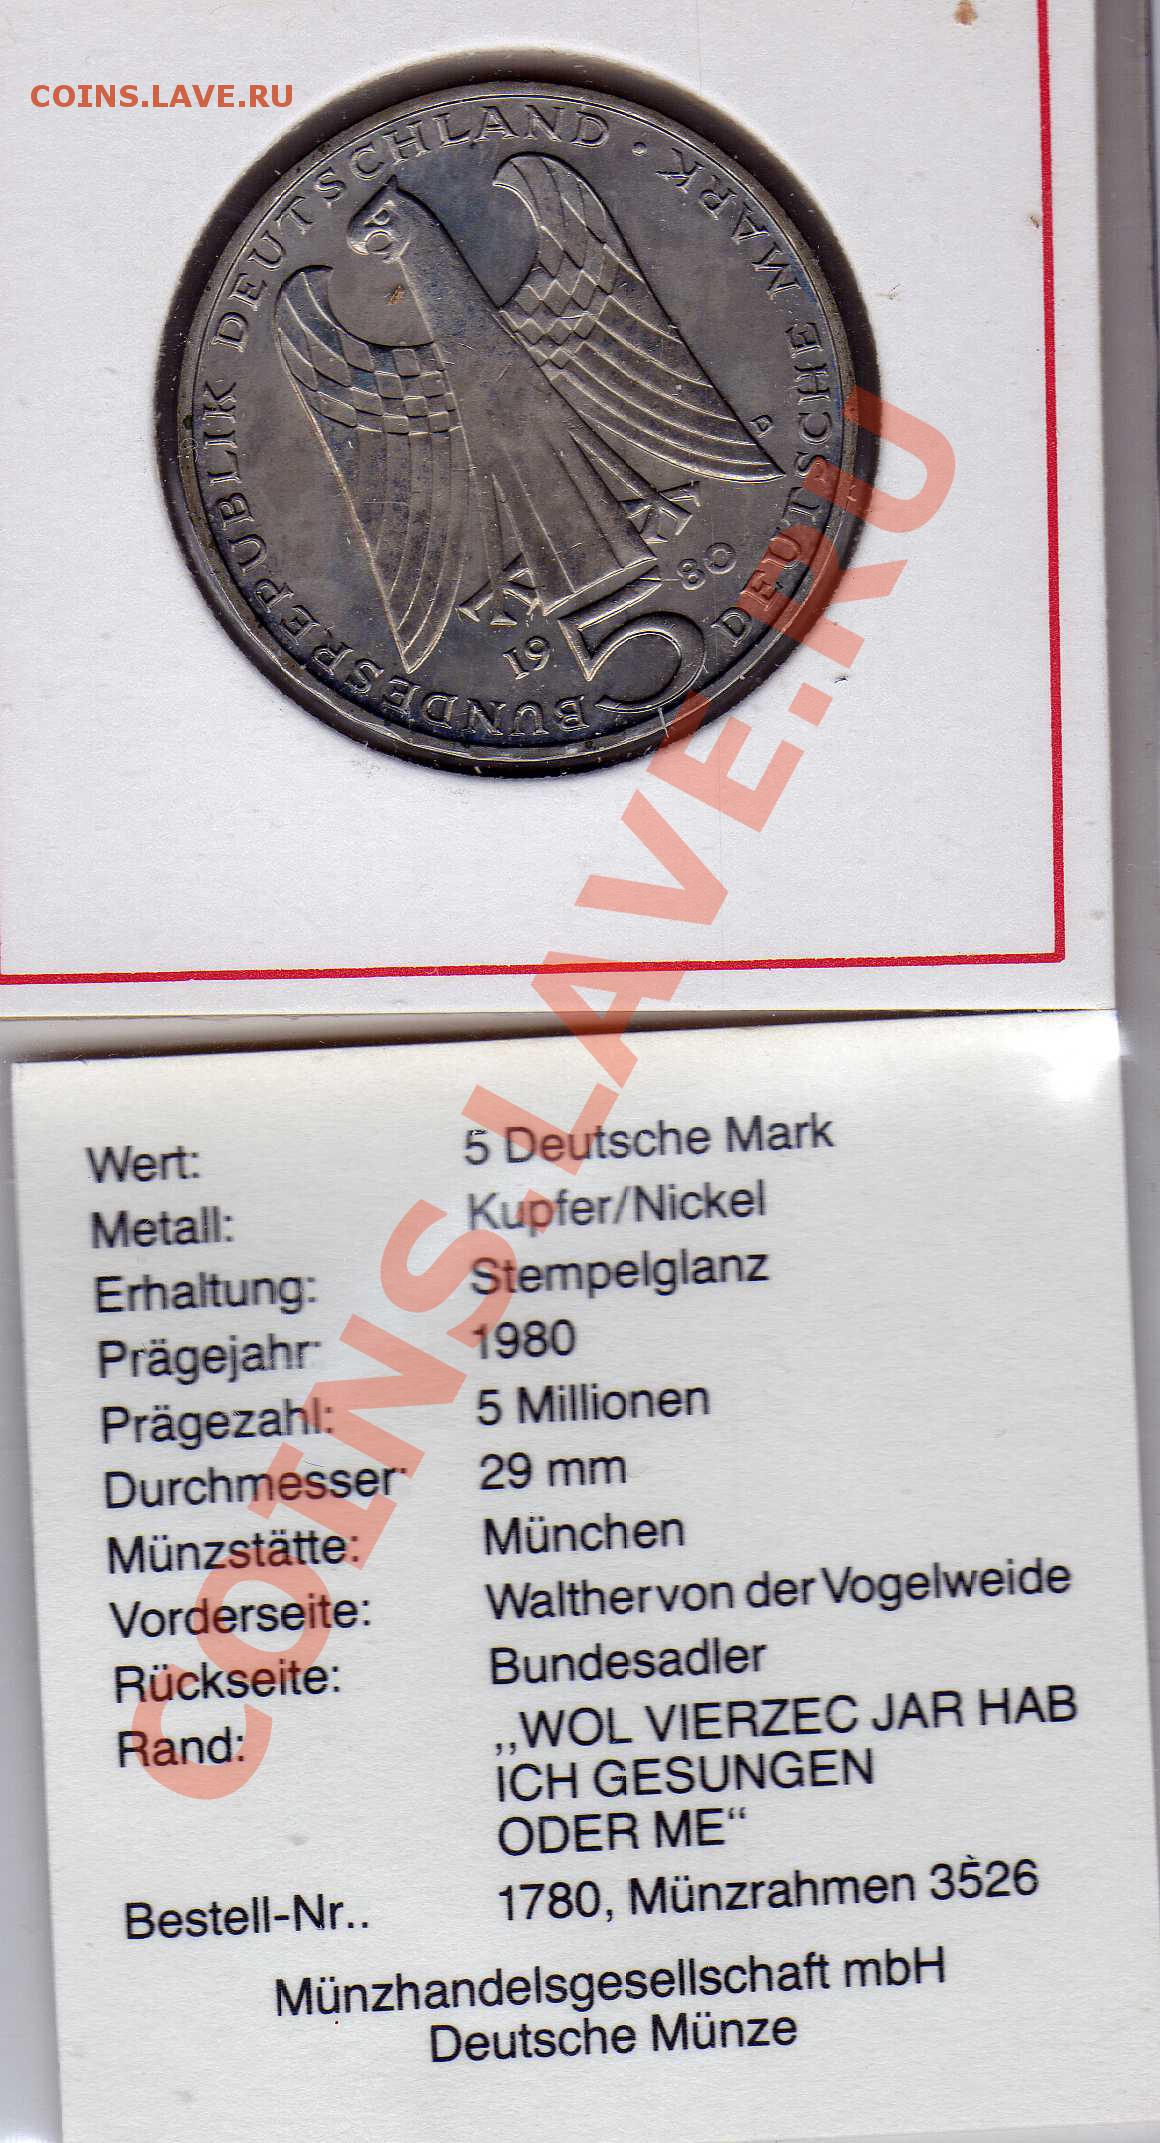 COINS.LAVE.RU
BUNDESREPUBLIK DEUTSCHLAND · DEUTSCHE MARK
D
19 5 80
COINS.LAVE.RU
Wert: 5 Deutsche Mark
Metall: Kupfer/Nickel
Erhaltung: Stempelglanz
Prägejahr: 1980
Prägezahl: 5 Millionen
Durchmesser: 29 mm
Münzstätte: München
Vorderseite: Walther von der Vogelweide
Rückseite: Bundesadler
Rand: „WOL VIERZEC JAR HAB
ICH GESUNGEN
ODER ME“
Bestell-Nr.. 1780, Münzrahmen 3526
Münzhandelsgesellschaft mbH
Deutsche Münze